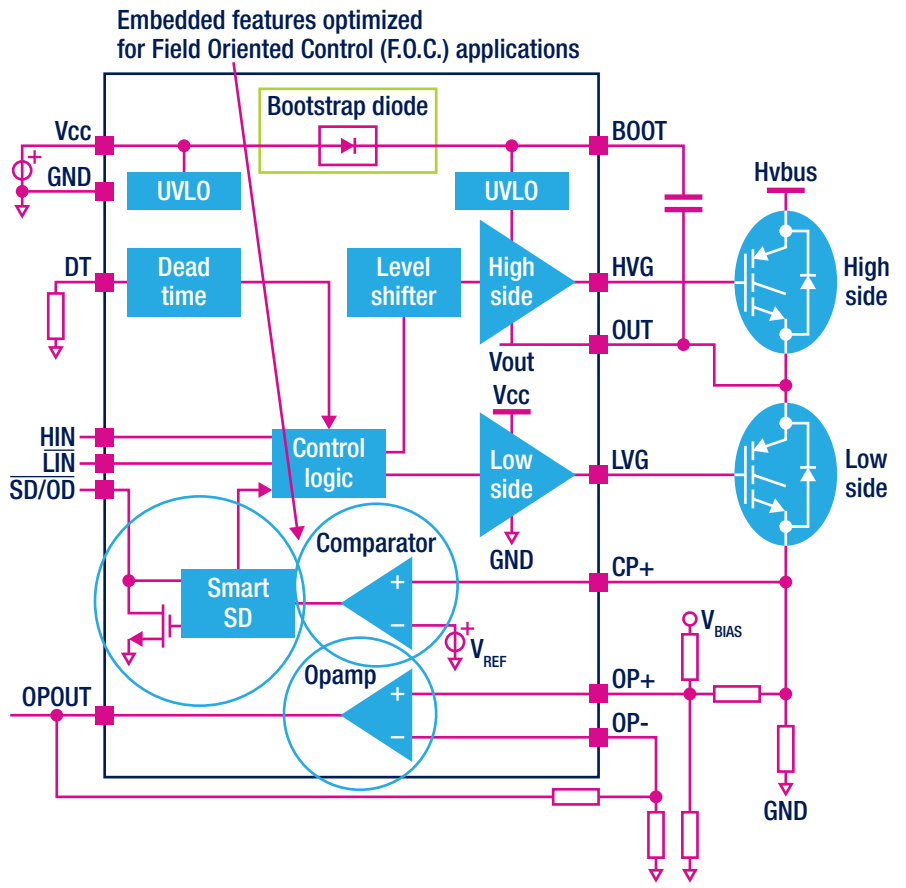 Embedded features optimized
for Field Oriented Control (F.O.C.) applications
Bootstrap diode
Vcc
BOOT
GND
UVLO
UVLO
Hvbus
DT
Dead
time
Level
shifter
High
side
HVG
High
side
OUT
Vout
Vcc
HIN
LIN
SD/OD
Control
logic
Low
side
LVG
Low
side
GND
Comparator
CP+
+
Smart
SD
–
+
VREF
VBIAS
Opamp
OPOUT
+
OP+
–
OP-
GND
+